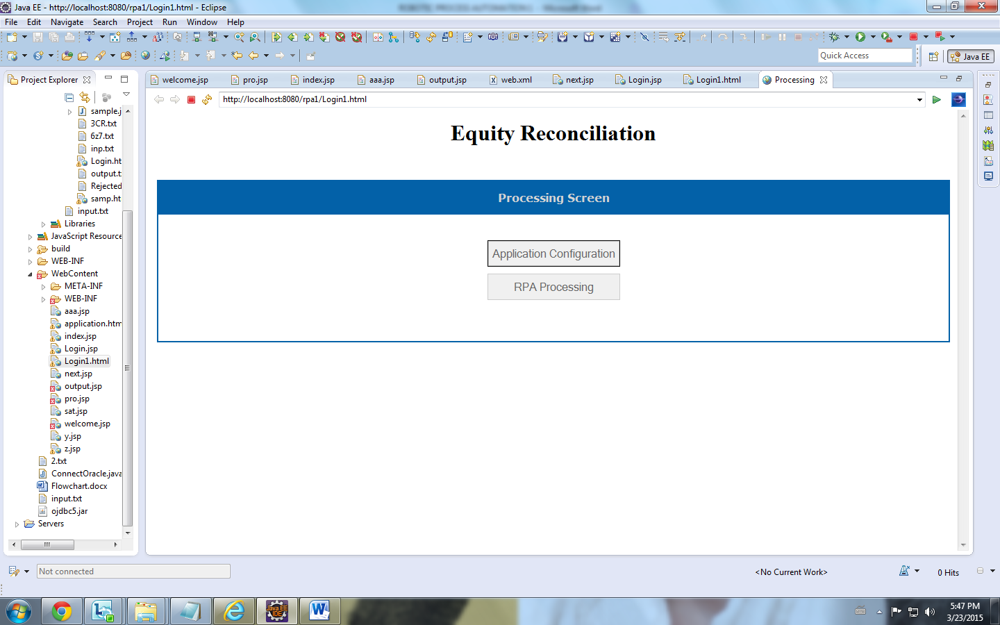 Java EE - http://localhost:8080/rpa1/Login1.html - Eclipse
File Edit Navigate Search Project Run Window Help
Quick Access
Java EE
Project Explorer
welcome.jsp pro.jsp index.jsp aaa.jsp output.jsp web.xml next.jsp Login.jsp Login1.html Processing
http://localhost:8080/rpa1/Login1.html
sample.j
3CR.txt
6z7.txt
inp.txt
Login.ht
output.t
Rejected
samp.ht
input.txt
Libraries
JavaScript Resource
build
WEB-INF
WebContent
META-INF
WEB-INF
aaa.jsp
application.htm
index.jsp
Login.jsp
Login1.html
next.jsp
output.jsp
pro.jsp
sat.jsp
welcome.jsp
y.jsp
z.jsp
2.txt
ConnectOracle.java
Flowchart.docx
input.txt
ojdbc5.jar
Servers
Equity Reconciliation
Processing Screen
Application Configuration
RPA Processing
Not connected
<No Current Work>
0 Hits
Java EE
IDE
5:47 PM
3/23/2015